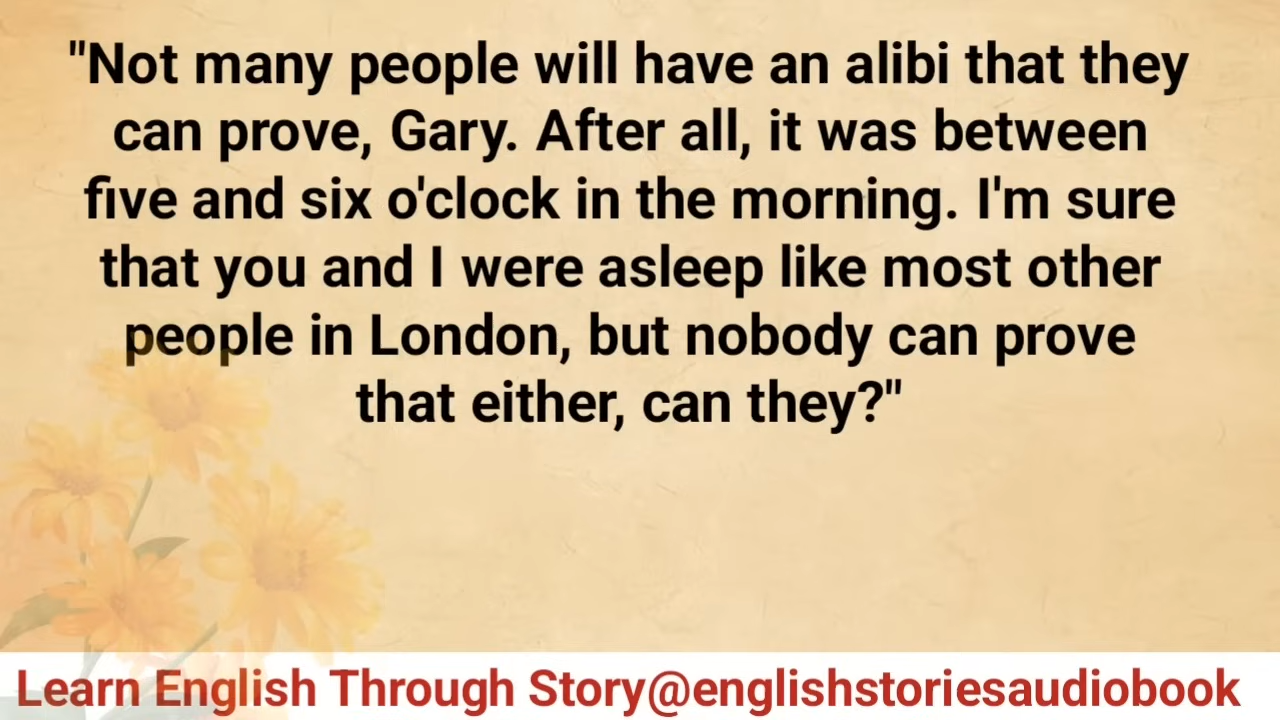 "Not many people will have an alibi that they
can prove, Gary. After all, it was between
five and six o'clock in the morning. I'm sure
that you and I were asleep like most other
people in London, but nobody can prove
that either, can they?"
Learn English Through Story@englishstoriesaudiobook